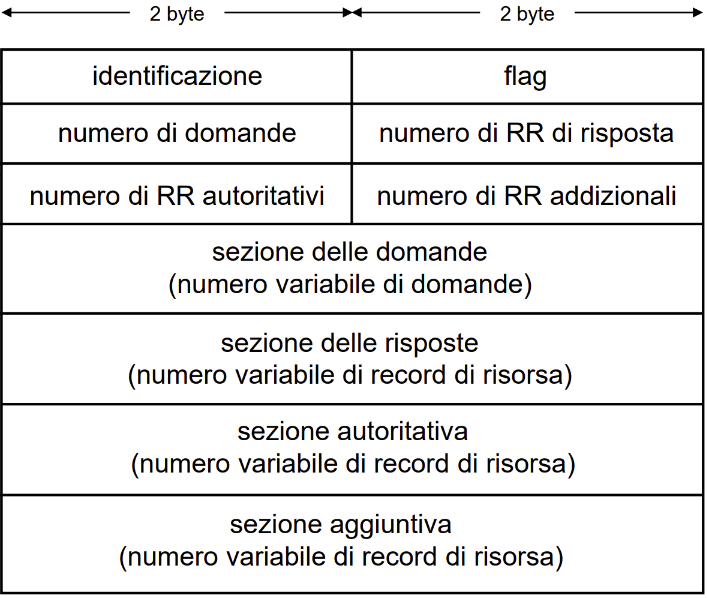 2 byte 2 byte
identificazione flag
numero di domande numero di RR di risposta
numero di RR autoritativi numero di RR addizionali
sezione delle domande
(numero variabile di domande)
sezione delle risposte
(numero variabile di record di risorsa)
sezione autoritativa
(numero variabile di record di risorsa)
sezione aggiuntiva
(numero variabile di record di risorsa)